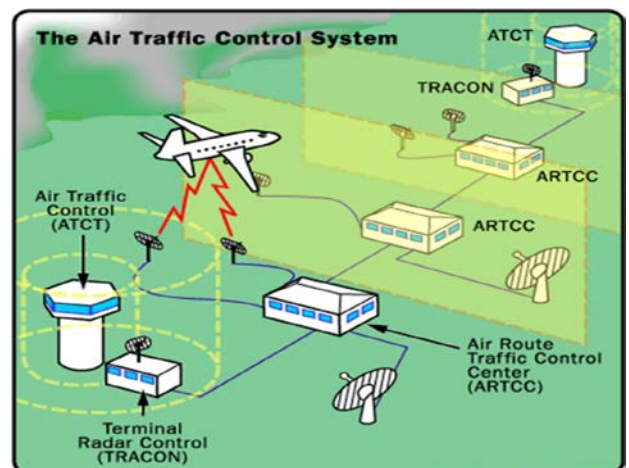 The Air Traffic Control System
ATCT
TRACON
ARTCC
ARTCC
Air Traffic
Control
(ATCT)
Air Route
Traffic Control
Center
(ARTCC)
Terminal
Radar Control
(TRACON)